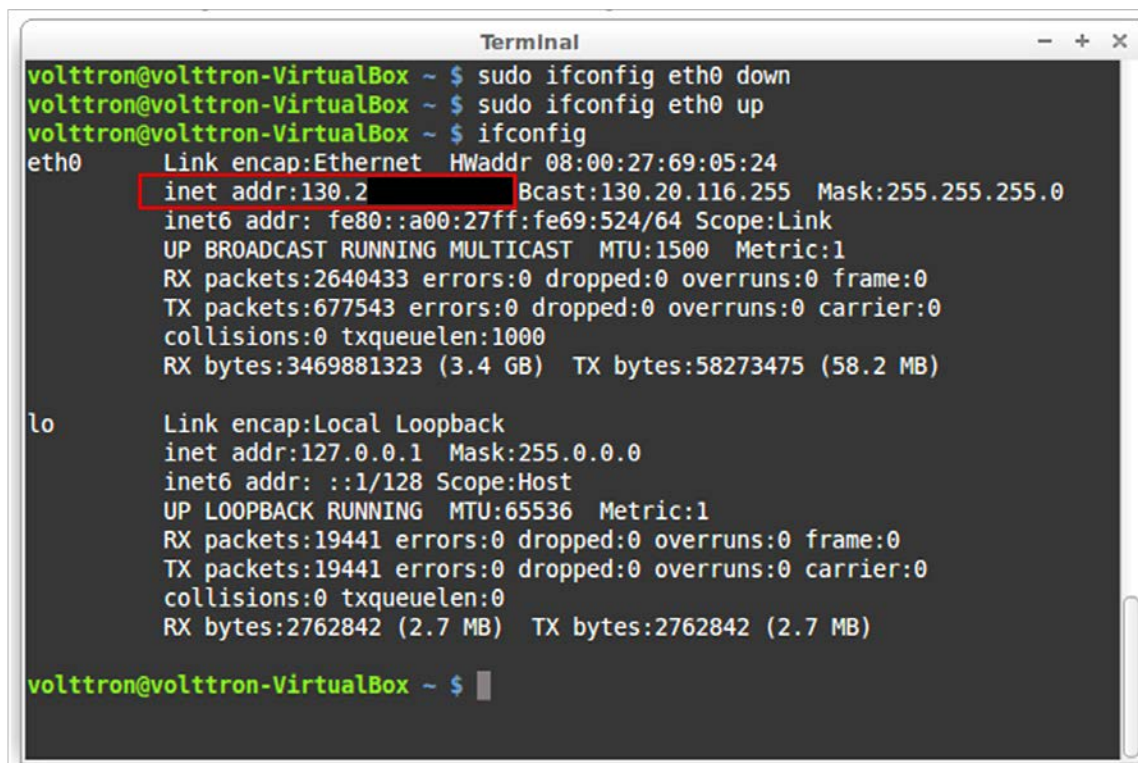 Terminal
volttron@volttron-VirtualBox ~ $ sudo ifconfig eth0 down
volttron@volttron-VirtualBox ~ $ sudo ifconfig eth0 up
volttron@volttron-VirtualBox ~ $ ifconfig
eth0 Link encap:Ethernet HWaddr 08:00:27:69:05:24
inet addr:130.2 Bcast:130.20.116.255 Mask:255.255.255.0
inet6 addr: fe80::a00:27ff:fe69:524/64 Scope:Link
UP BROADCAST RUNNING MULTICAST MTU:1500 Metric:1
RX packets:2640433 errors:0 dropped:0 overruns:0 frame:0
TX packets:677543 errors:0 dropped:0 overruns:0 carrier:0
collisions:0 txqueuelen:1000
RX bytes:3469881323 (3.4 GB) TX bytes:58273475 (58.2 MB)
lo Link encap:Local Loopback
inet addr:127.0.0.1 Mask:255.0.0.0
inet6 addr: ::1/128 Scope:Host
UP LOOPBACK RUNNING MTU:65536 Metric:1
RX packets:19441 errors:0 dropped:0 overruns:0 frame:0
TX packets:19441 errors:0 dropped:0 overruns:0 carrier:0
collisions:0 txqueuelen:0
RX bytes:2762842 (2.7 MB) TX bytes:2762842 (2.7 MB)
volttron@volttron-VirtualBox ~ $